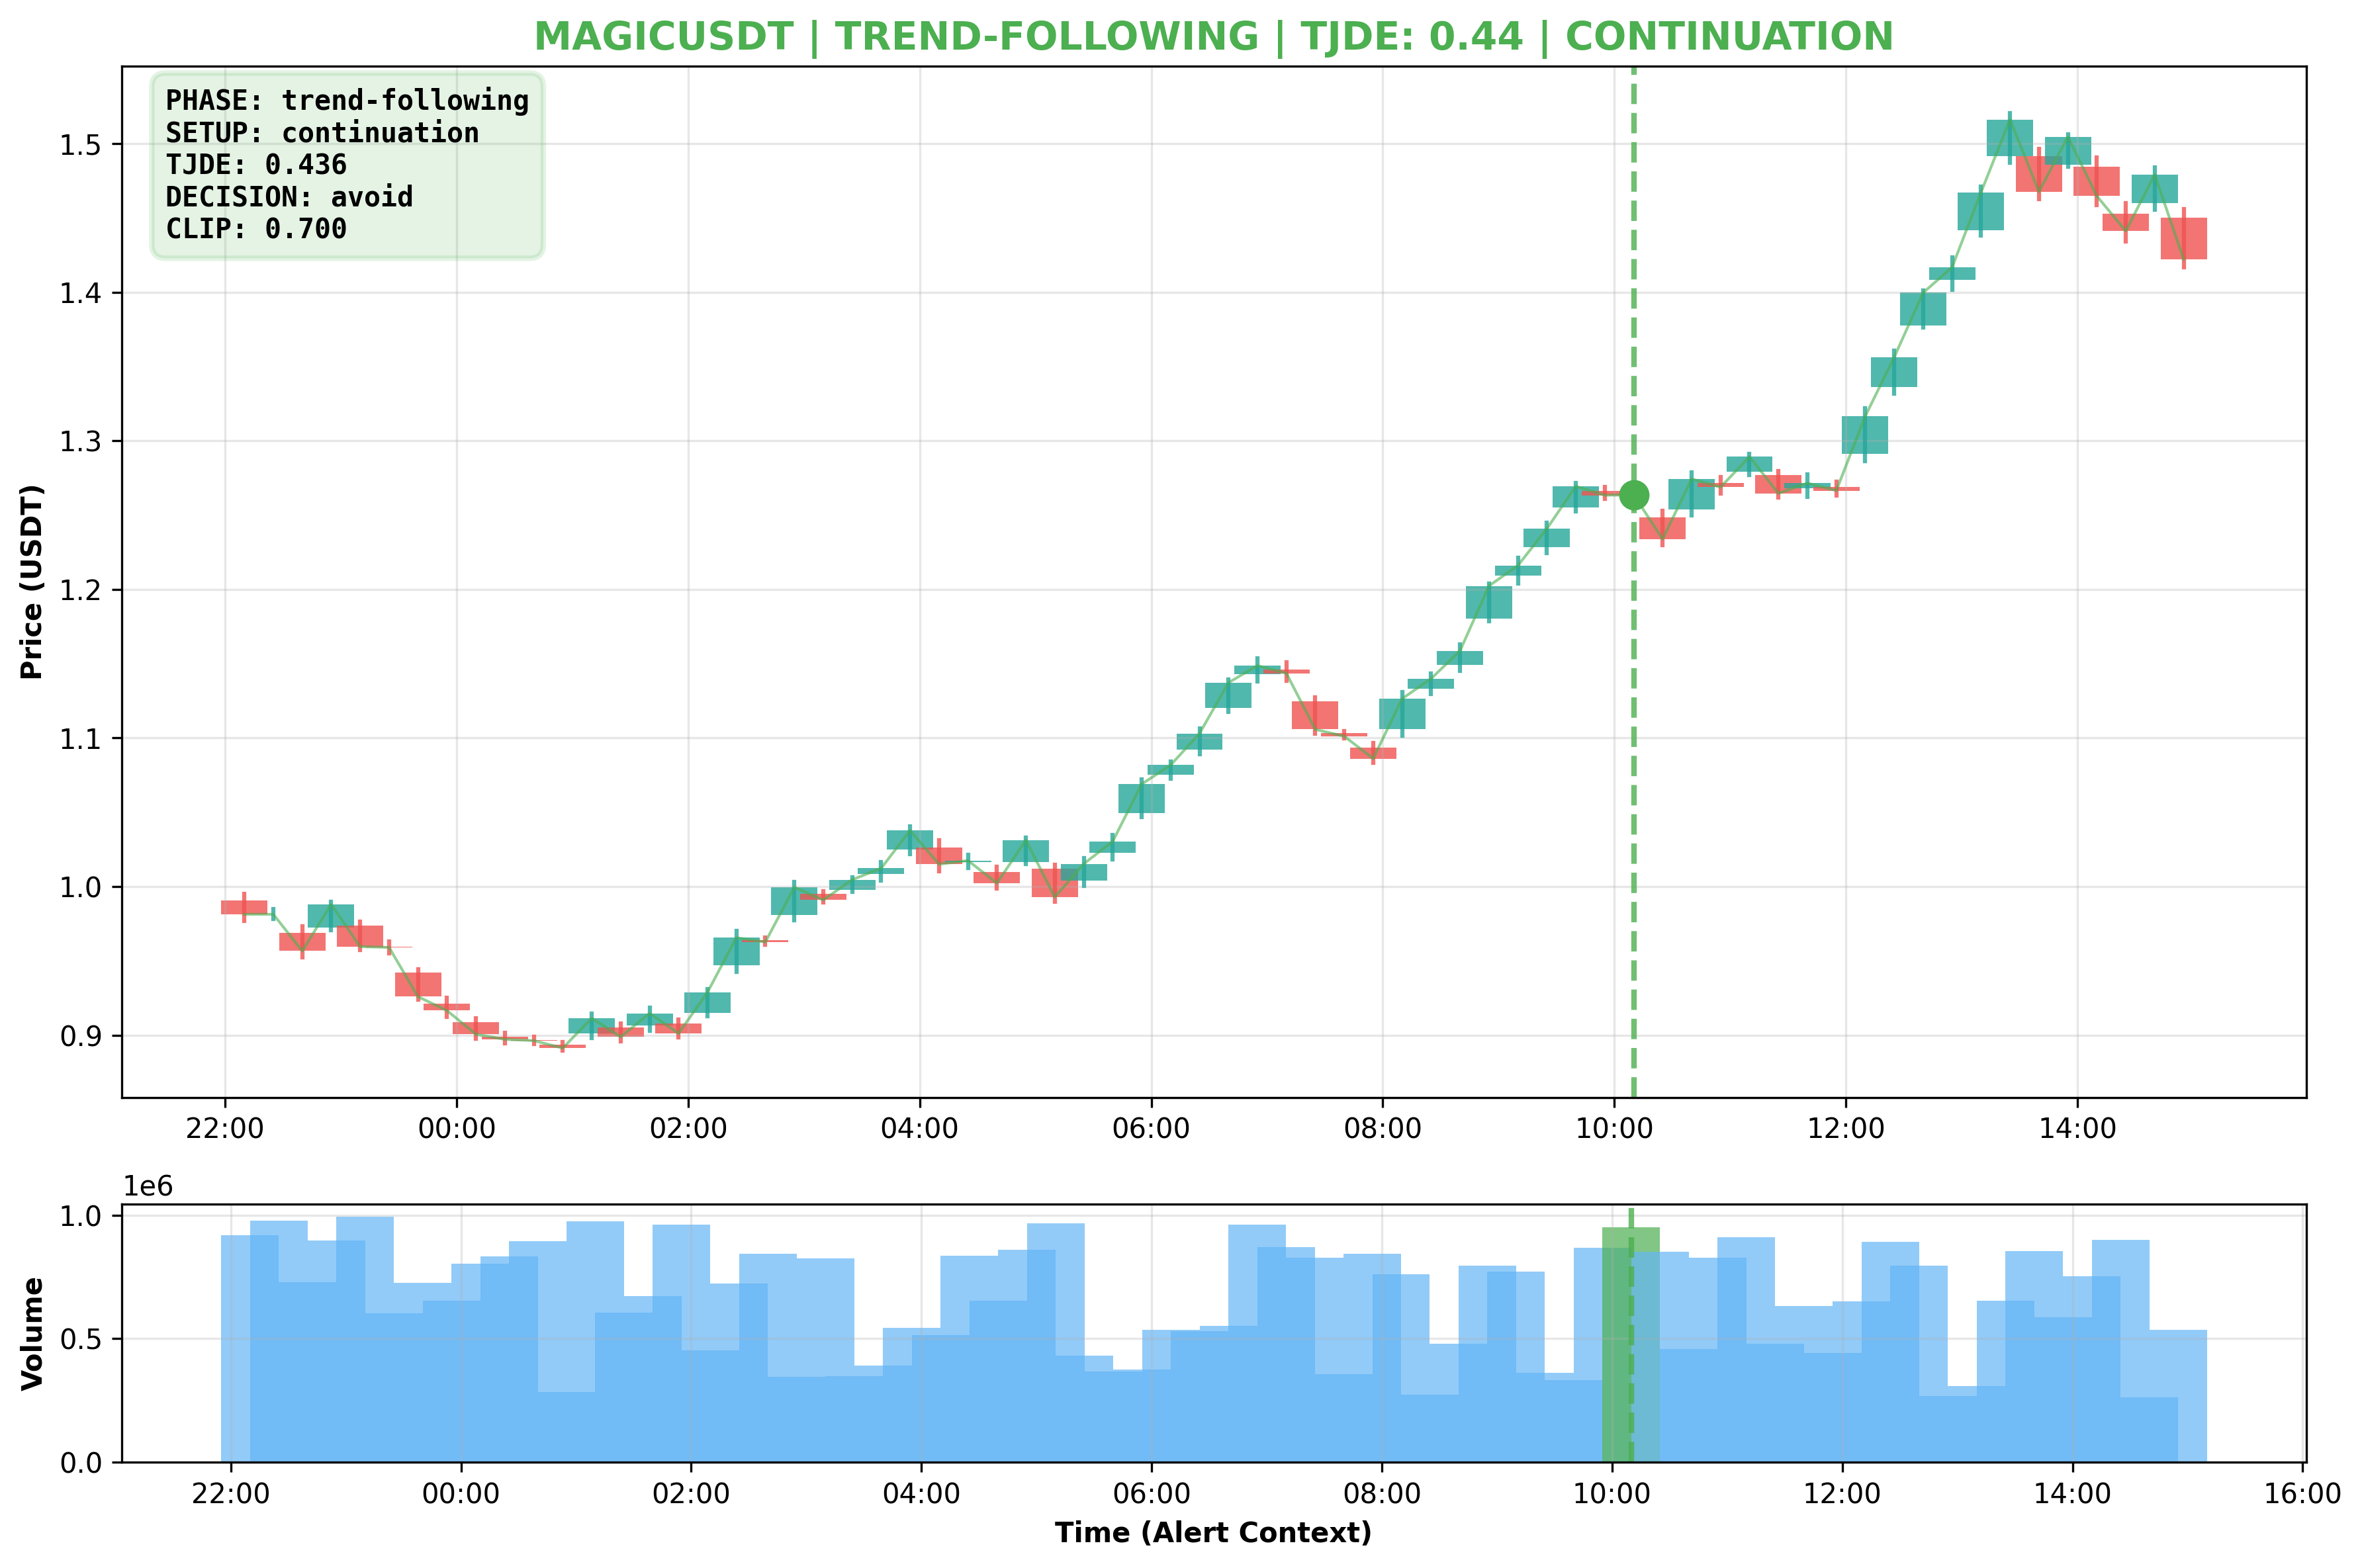 MAGICUSDT | TREND-FOLLOWING | TJDE: 0.44 | CONTINUATION
PHASE: trend-following
SETUP: continuation
TJDE: 0.436
DECISION: avoid
CLIP: 0.700
Price (USDT)
1.5
1.4
1.3
1.2
1.1
1.0
0.9
22:00 00:00 02:00 04:00 06:00 08:00 10:00 12:00 14:00
1e6
Volume
1.0
0.5
0.0
22:00 00:00 02:00 04:00 06:00 08:00 10:00 12:00 14:00 16:00
Time (Alert Context)